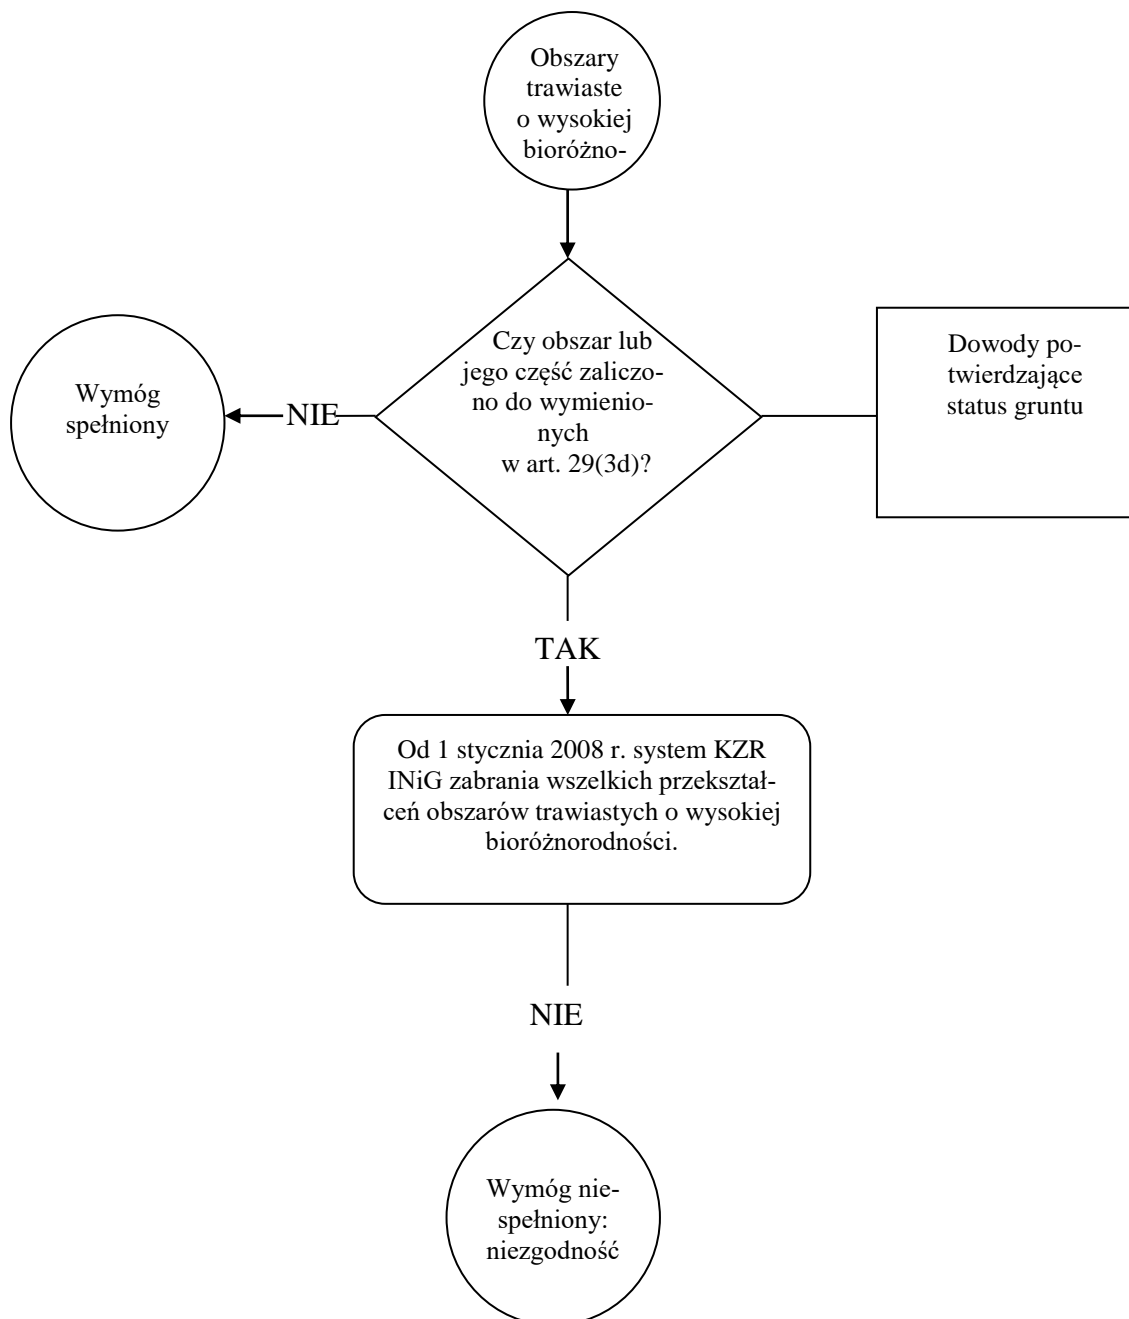 Obszary
trawiaste
o wysokiej
bioróżno-
Czy obszar lub
jego część zaliczo-
no do wymienio-
nych
w art. 29(3d)?
Dowody po-
twierdzające
status gruntu
Wymóg
spełniony
NIE
TAK
Od 1 stycznia 2008 r. system KZR
INiG zabrania wszelkich przekształ-
ceń obszarów trawiastych o wysokiej
bioróżnorodności.
NIE
Wymóg nie-
spełniony:
niezgodność